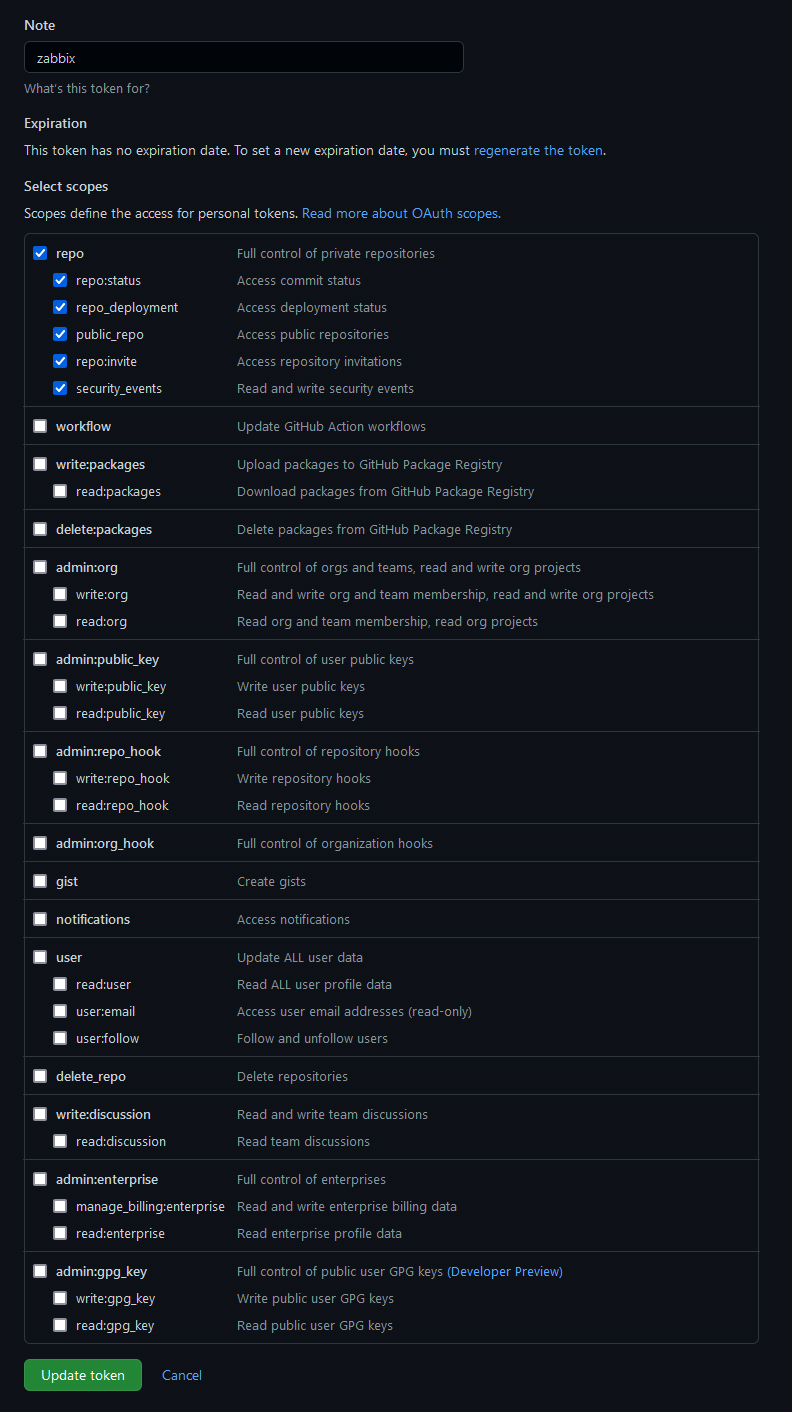 Note
zabbix
What's this token for?
Expiration
This token has no expiration date. To set a new expiration date, you must regenerate the token.
Select scopes
Scopes define the access for personal tokens. Read more about OAuth scopes.
repo Full control of private repositories
repo:status Access commit status
repo_deployment Access deployment status
public_repo Access public repositories
repo:invite Access repository invitations
security_events Read and write security events
workflow Update GitHub Action workflows
write:packages Upload packages to GitHub Package Registry
read:packages Download packages from GitHub Package Registry
delete:packages Delete packages from GitHub Package Registry
admin:org Full control of orgs and teams, read and write org projects
write:org Read and write org and team membership, read and write org projects
read:org Read org and team membership, read org projects
admin:public_key Full control of user public keys
write:public_key Write user public keys
read:public_key Read user public keys
admin:repo_hook Full control of repository hooks
write:repo_hook Write repository hooks
read:repo_hook Read repository hooks
admin:org_hook Full control of organization hooks
gist Create gists
notifications Access notifications
user Update ALL user data
read:user Read ALL user profile data
user:email Access user email addresses (read-only)
user:follow Follow and unfollow users
delete_repo Delete repositories
write:discussion Read and write team discussions
read:discussion Read team discussions
admin:enterprise Full control of enterprises
manage_billing:enterprise Read and write enterprise billing data
read:enterprise Read enterprise profile data
admin:gpg_key Full control of public user GPG keys (Developer Preview)
write:gpg_key Write public user GPG keys
read:gpg_key Read public user GPG keys
Update token Cancel